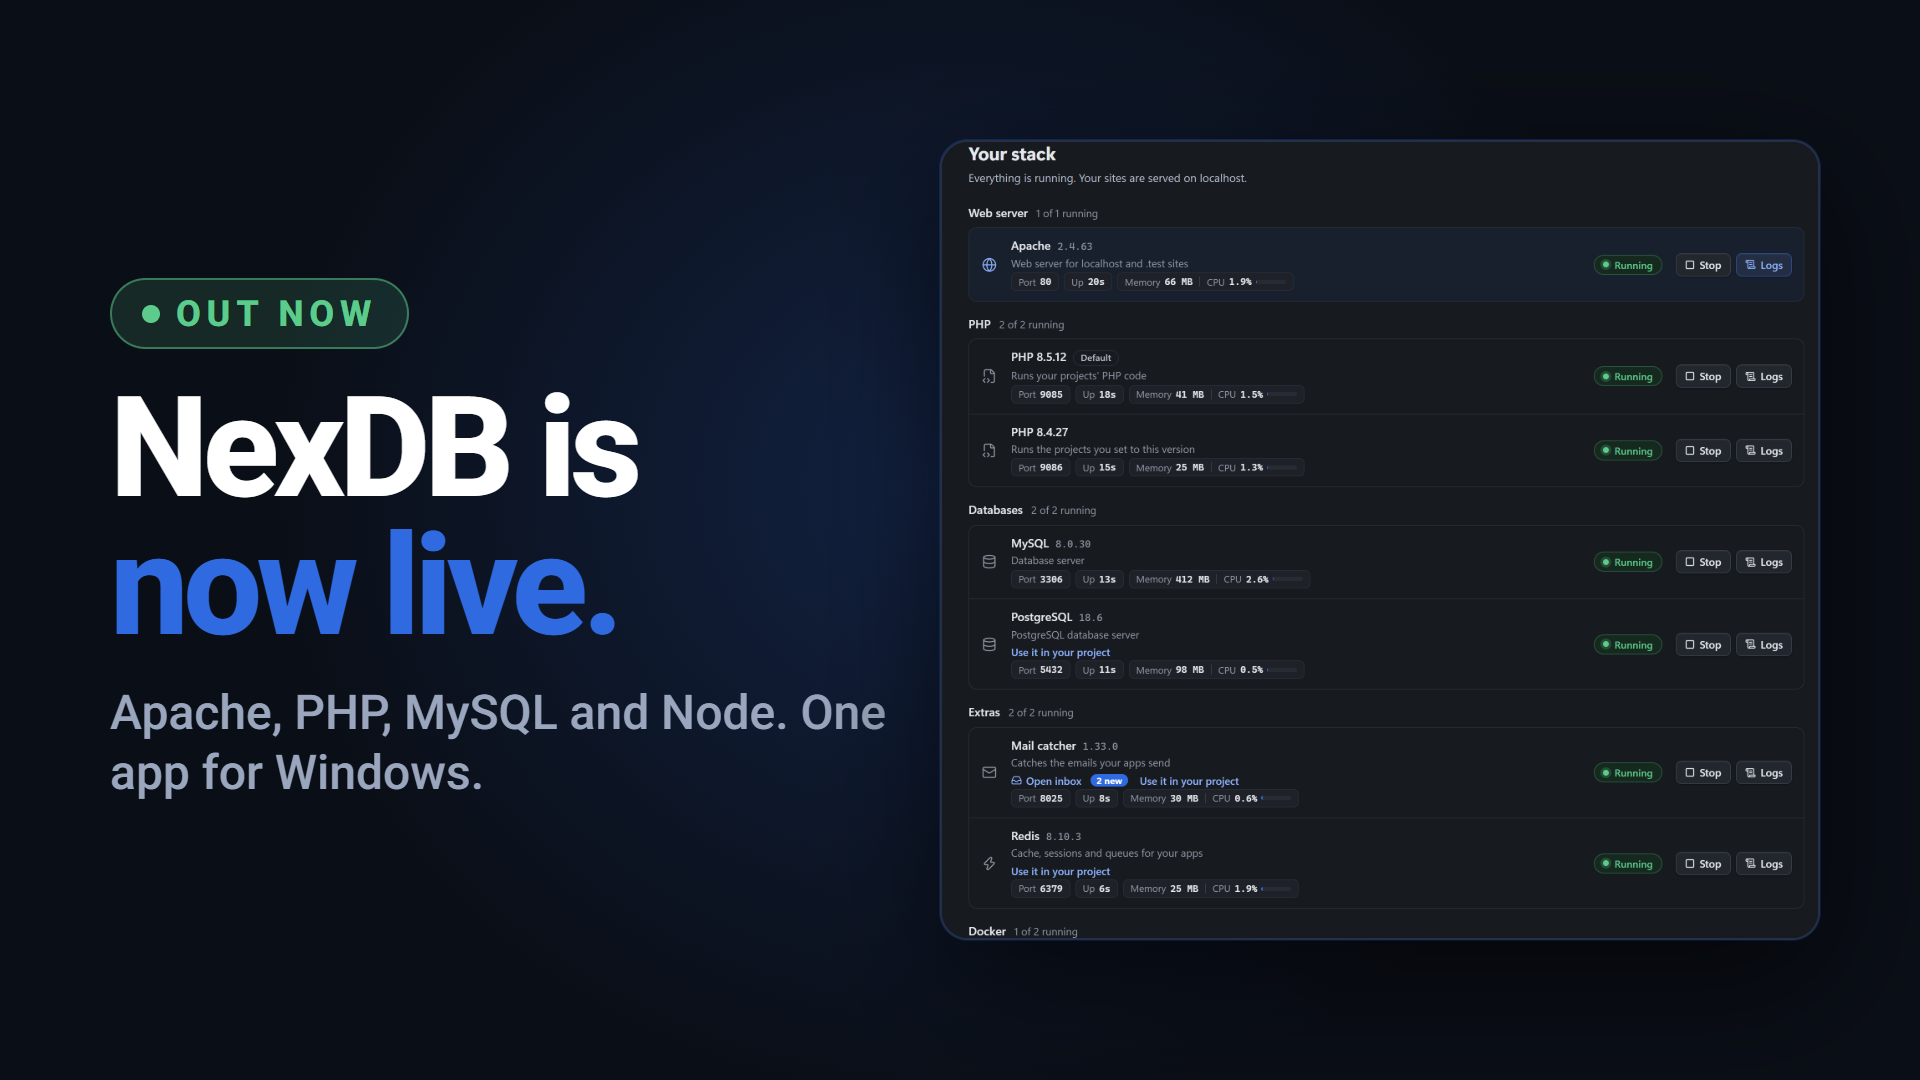 OUT NOW
NexDB is
now live.
Apache, PHP, MySQL and Node. One
app for Windows.
Your stack
Everything is running. Your sites are served on localhost.
Web server 1 of 1 running
Apache 2.4.63
Web server for localhost and .test sites
Port 80 Up 20s Memory 66 MB CPU 1.9%
Running Stop Logs
PHP 2 of 2 running
PHP 8.5.12 Default
Runs your projects' PHP code
Port 9085 Up 18s Memory 41 MB CPU 1.5%
Running Stop Logs
PHP 8.4.27
Runs the projects you set to this version
Port 9086 Up 15s Memory 25 MB CPU 1.3%
Running Stop Logs
Databases 2 of 2 running
MySQL 8.0.30
Database server
Port 3306 Up 13s Memory 412 MB CPU 2.6%
Running Stop Logs
PostgreSQL 18.6
PostgreSQL database server
Use it in your project
Port 5432 Up 11s Memory 98 MB CPU 0.5%
Running Stop Logs
Extras 2 of 2 running
Mail catcher 1.33.0
Catches the emails your apps send
Open inbox 2 new Use it in your project
Port 8025 Up 8s Memory 30 MB CPU 0.6%
Running Stop Logs
Redis 8.10.3
Cache, sessions and queues for your apps
Use it in your project
Port 6379 Up 6s Memory 25 MB CPU 1.9%
Running Stop Logs
Docker 1 of 2 running